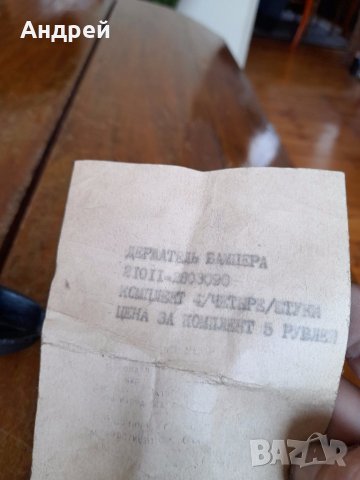 Андрей
ДЕРЖАТЕЛЬ БАМПЕРА
21011-2803090
КОМПЛЕКТ 4/ЧЕТЫРЕ/ШТУКИ
ЦЕНА ЗА КОМПЛЕКТ 5 РУБЛЕЙ
BAZAR